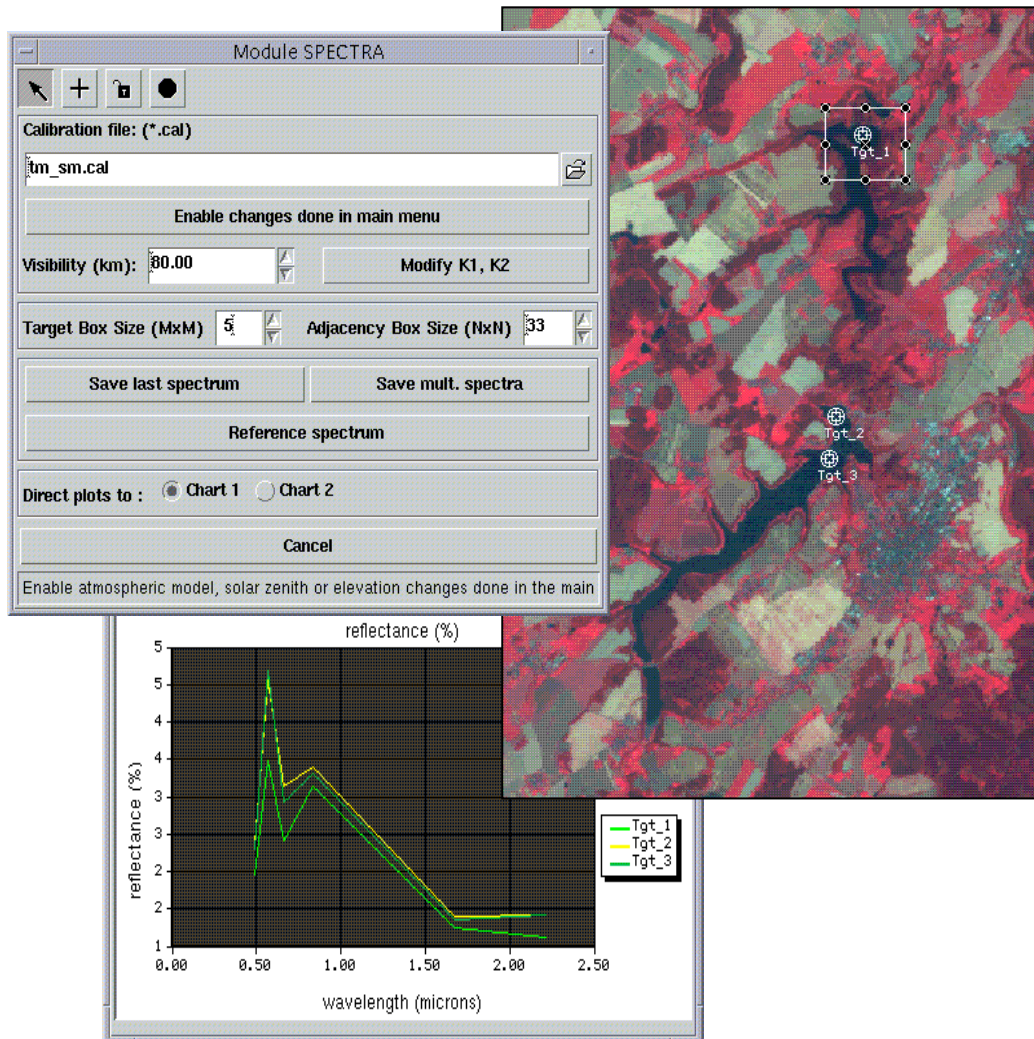 Module SPECTRA
Calibration file: (*.cal)
tm_sm.cal
Enable changes done in main menu
Visibility (km): 80.00 Modify K1, K2
Target Box Size (MxM) 5 Adjacency Box Size (NxN) 33
Save last spectrum Save mult. spectra
Reference spectrum
Direct plots to : Chart 1 Chart 2
Cancel
Enable atmospheric model, solar zenith or elevation changes done in the main
Tgt_1
Tgt_2
Tgt_3
reflectance (%)
5
5
4
4
3
3
2
2
1
reflectance (%)
0.00 0.50 1.00 1.50 2.00 2.50
wavelength (microns)
Tgt_1
Tgt_2
Tgt_3